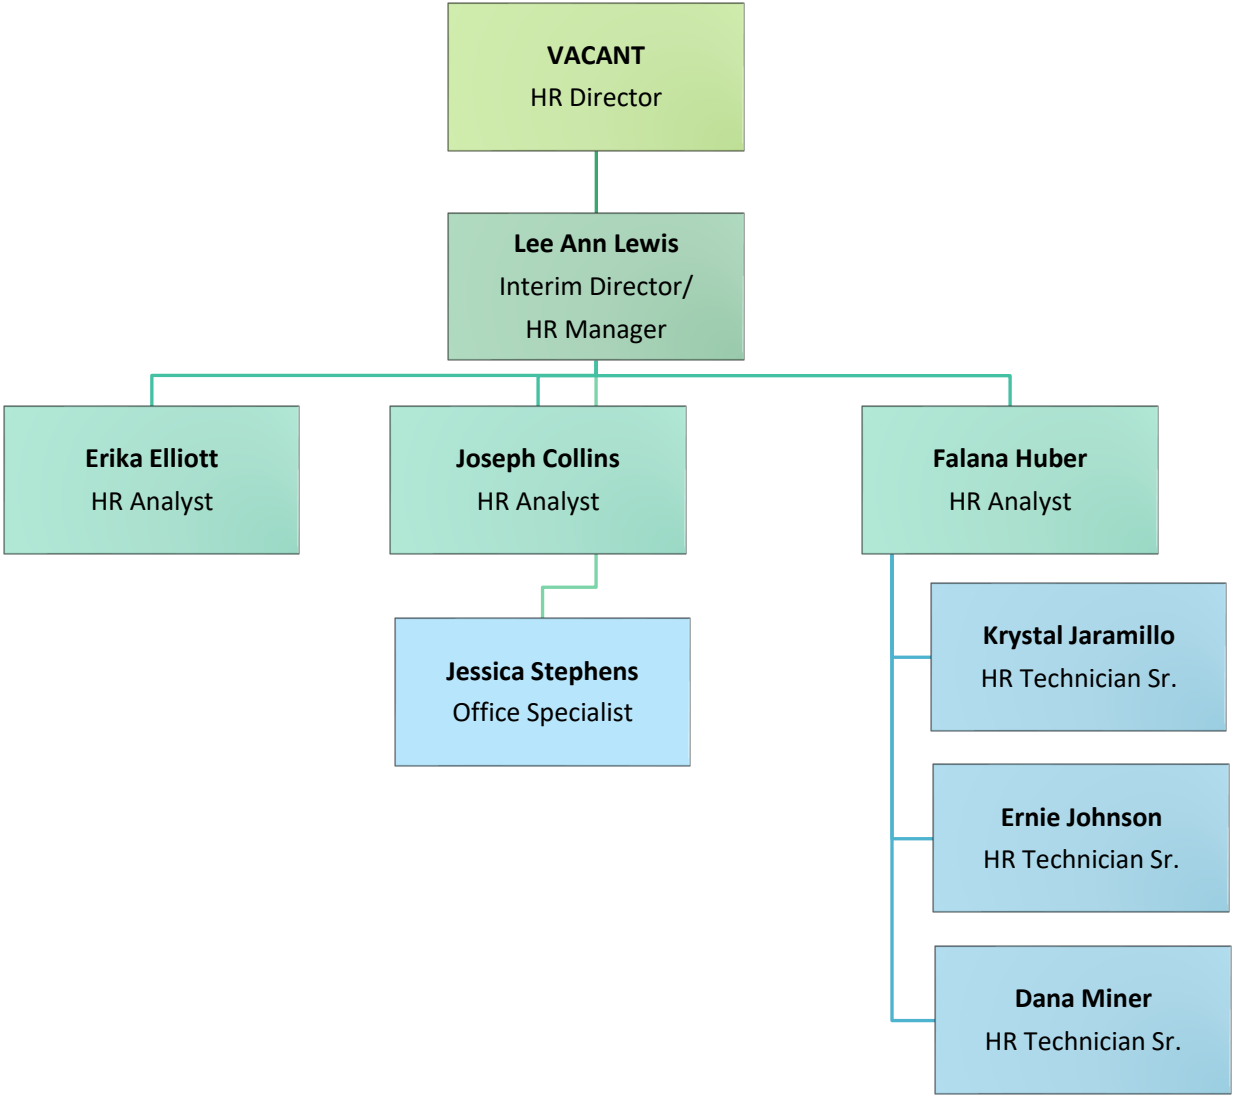 VACANT
HR Director
Lee Ann Lewis
Interim Director/
HR Manager
Erika Elliott
HR Analyst
Joseph Collins
HR Analyst
Falana Huber
HR Analyst
Jessica Stephens
Office Specialist
Krystal Jaramillo
HR Technician Sr.
Ernie Johnson
HR Technician Sr.
Dana Miner
HR Technician Sr.